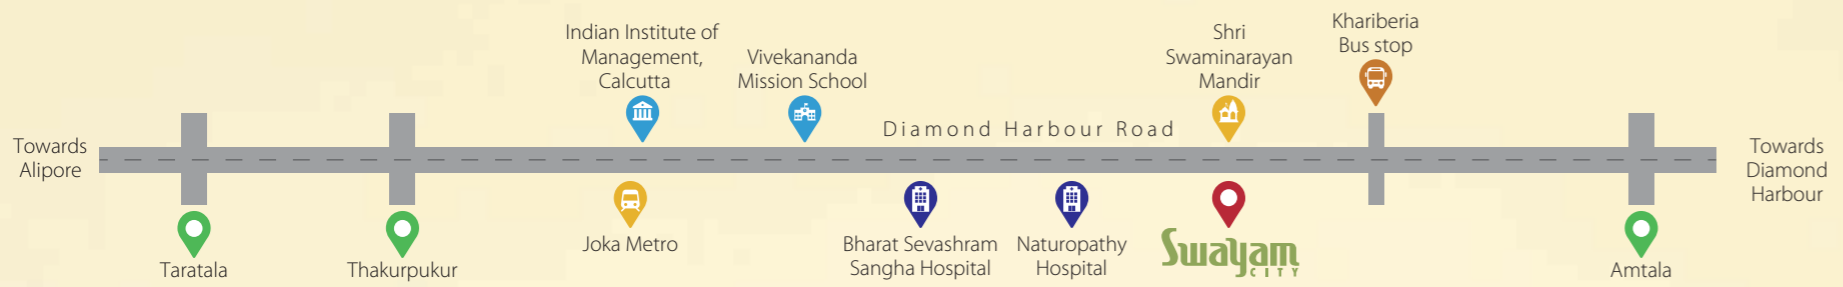 Towards
Alipore
Taratala
Thakurpukur
Indian Institute of
Management,
Calcutta
Joka Metro
Vivekananda
Mission School
Bharat Sevashram
Sangha Hospital
Diamond Harbour Road
Naturopathy
Hospital
Shri
Swaminarayan
Mandir
Swayam
CITY
Khariberia
Bus stop
Amtala
Towards
Diamond
Harbour